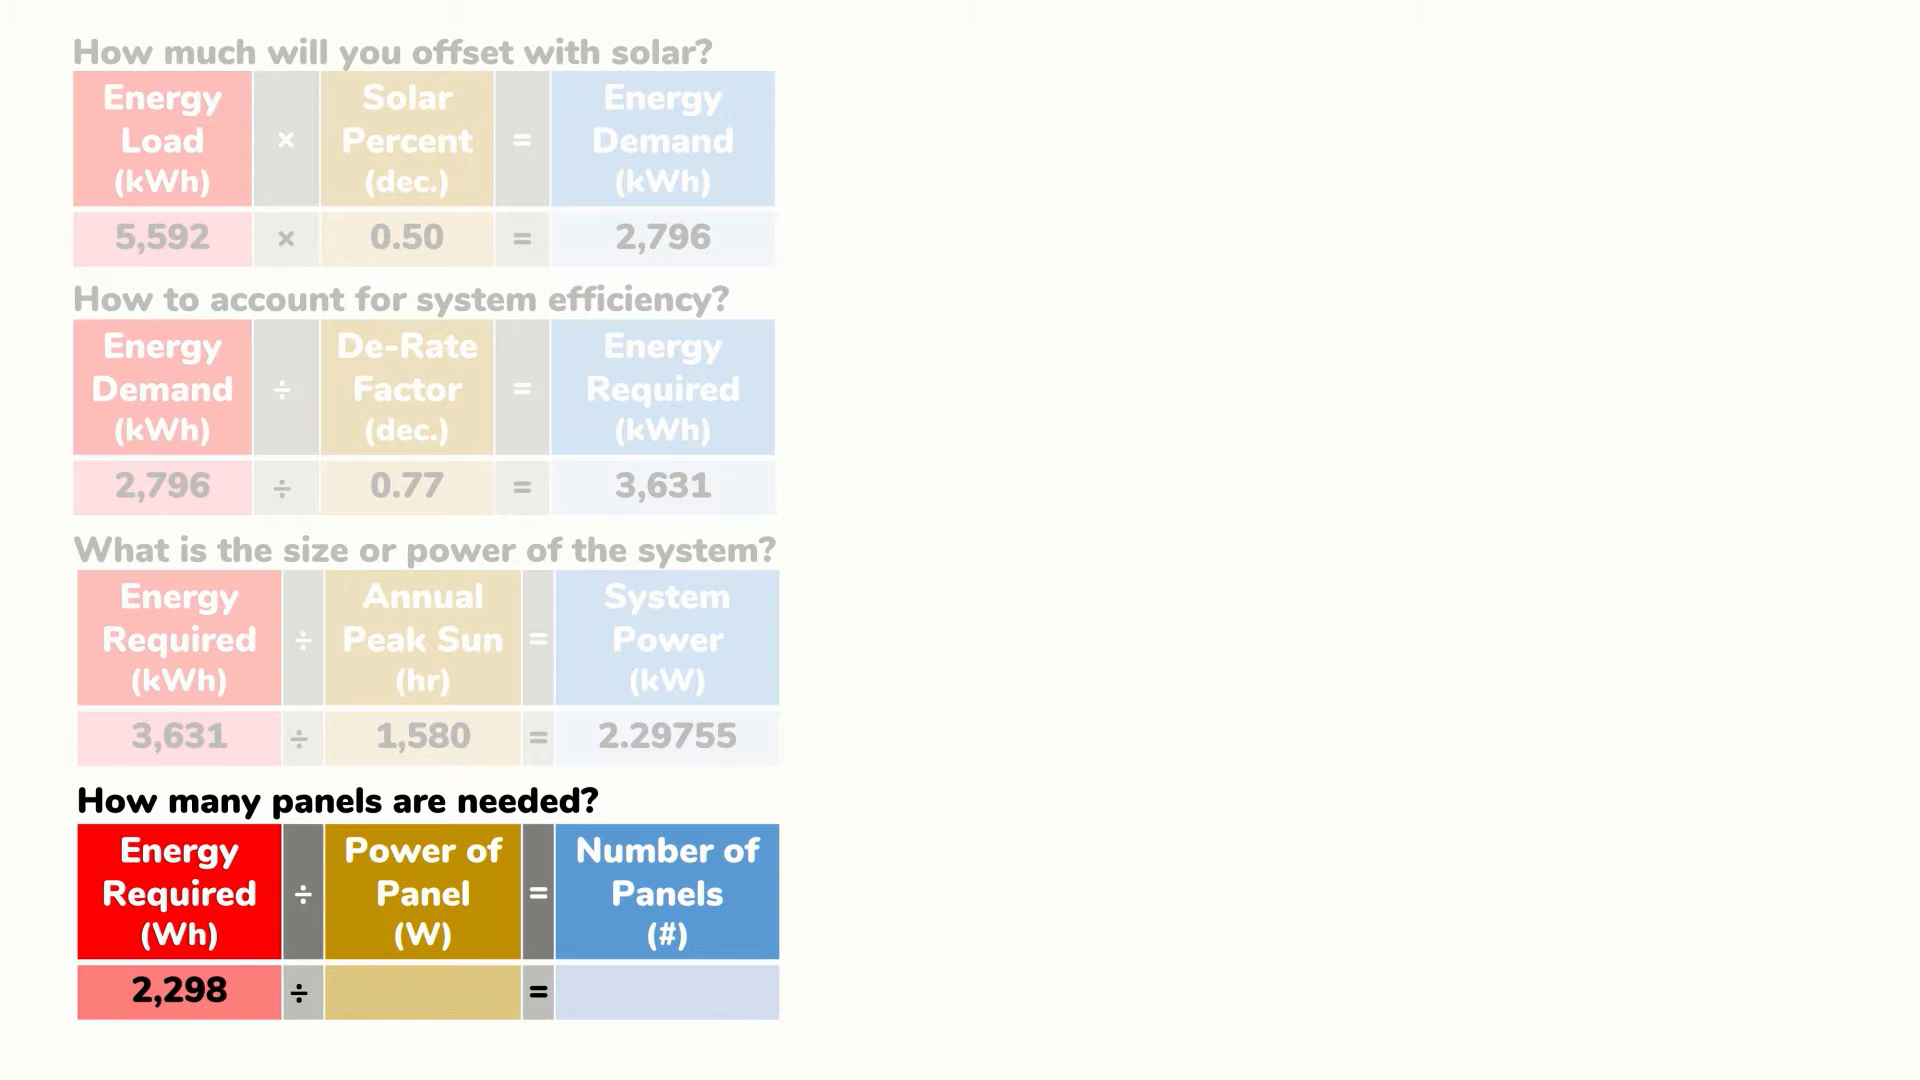 How much will you offset with solar?
Energy Load (kWh) × Solar Percent (dec.) = Energy Demand (kWh)
5,592 × 0.50 = 2,796
How to account for system efficiency?
Energy Demand (kWh) ÷ De-Rate Factor (dec.) = Energy Required (kWh)
2,796 ÷ 0.77 = 3,631
What is the size or power of the system?
Energy Required (kWh) ÷ Annual Peak Sun (hr) = System Power (kW)
3,631 ÷ 1,580 = 2.29755
How many panels are needed?
Energy Required (Wh) ÷ Power of Panel (W) = Number of Panels (#)
2,298 ÷ =